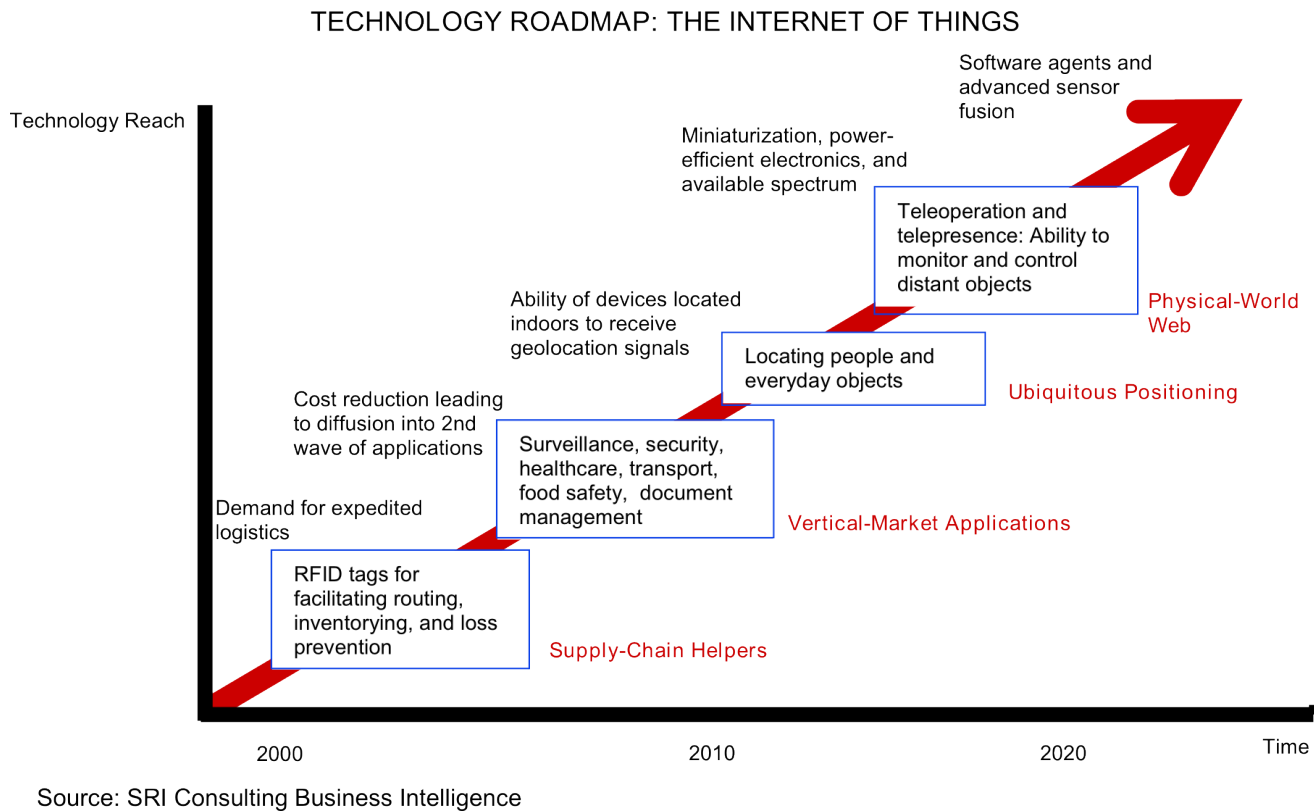 TECHNOLOGY ROADMAP: THE INTERNET OF THINGS
Technology Reach
Software agents and
advanced sensor
fusion
Miniaturization, power-
efficient electronics, and
available spectrum
Teleoperation and
telepresence: Ability to
monitor and control
distant objects
Physical-World
Web
Ability of devices located
indoors to receive
geolocation signals
Locating people and
everyday objects
Ubiquitous Positioning
Cost reduction leading
to diffusion into 2nd
wave of applications
Surveillance, security,
healthcare, transport,
food safety,  document
management
Vertical-Market Applications
Demand for expedited
logistics
RFID tags for
facilitating routing,
inventorying, and loss
prevention
Supply-Chain Helpers
2000
2010
2020
Time
Source: SRI Consulting Business Intelligence